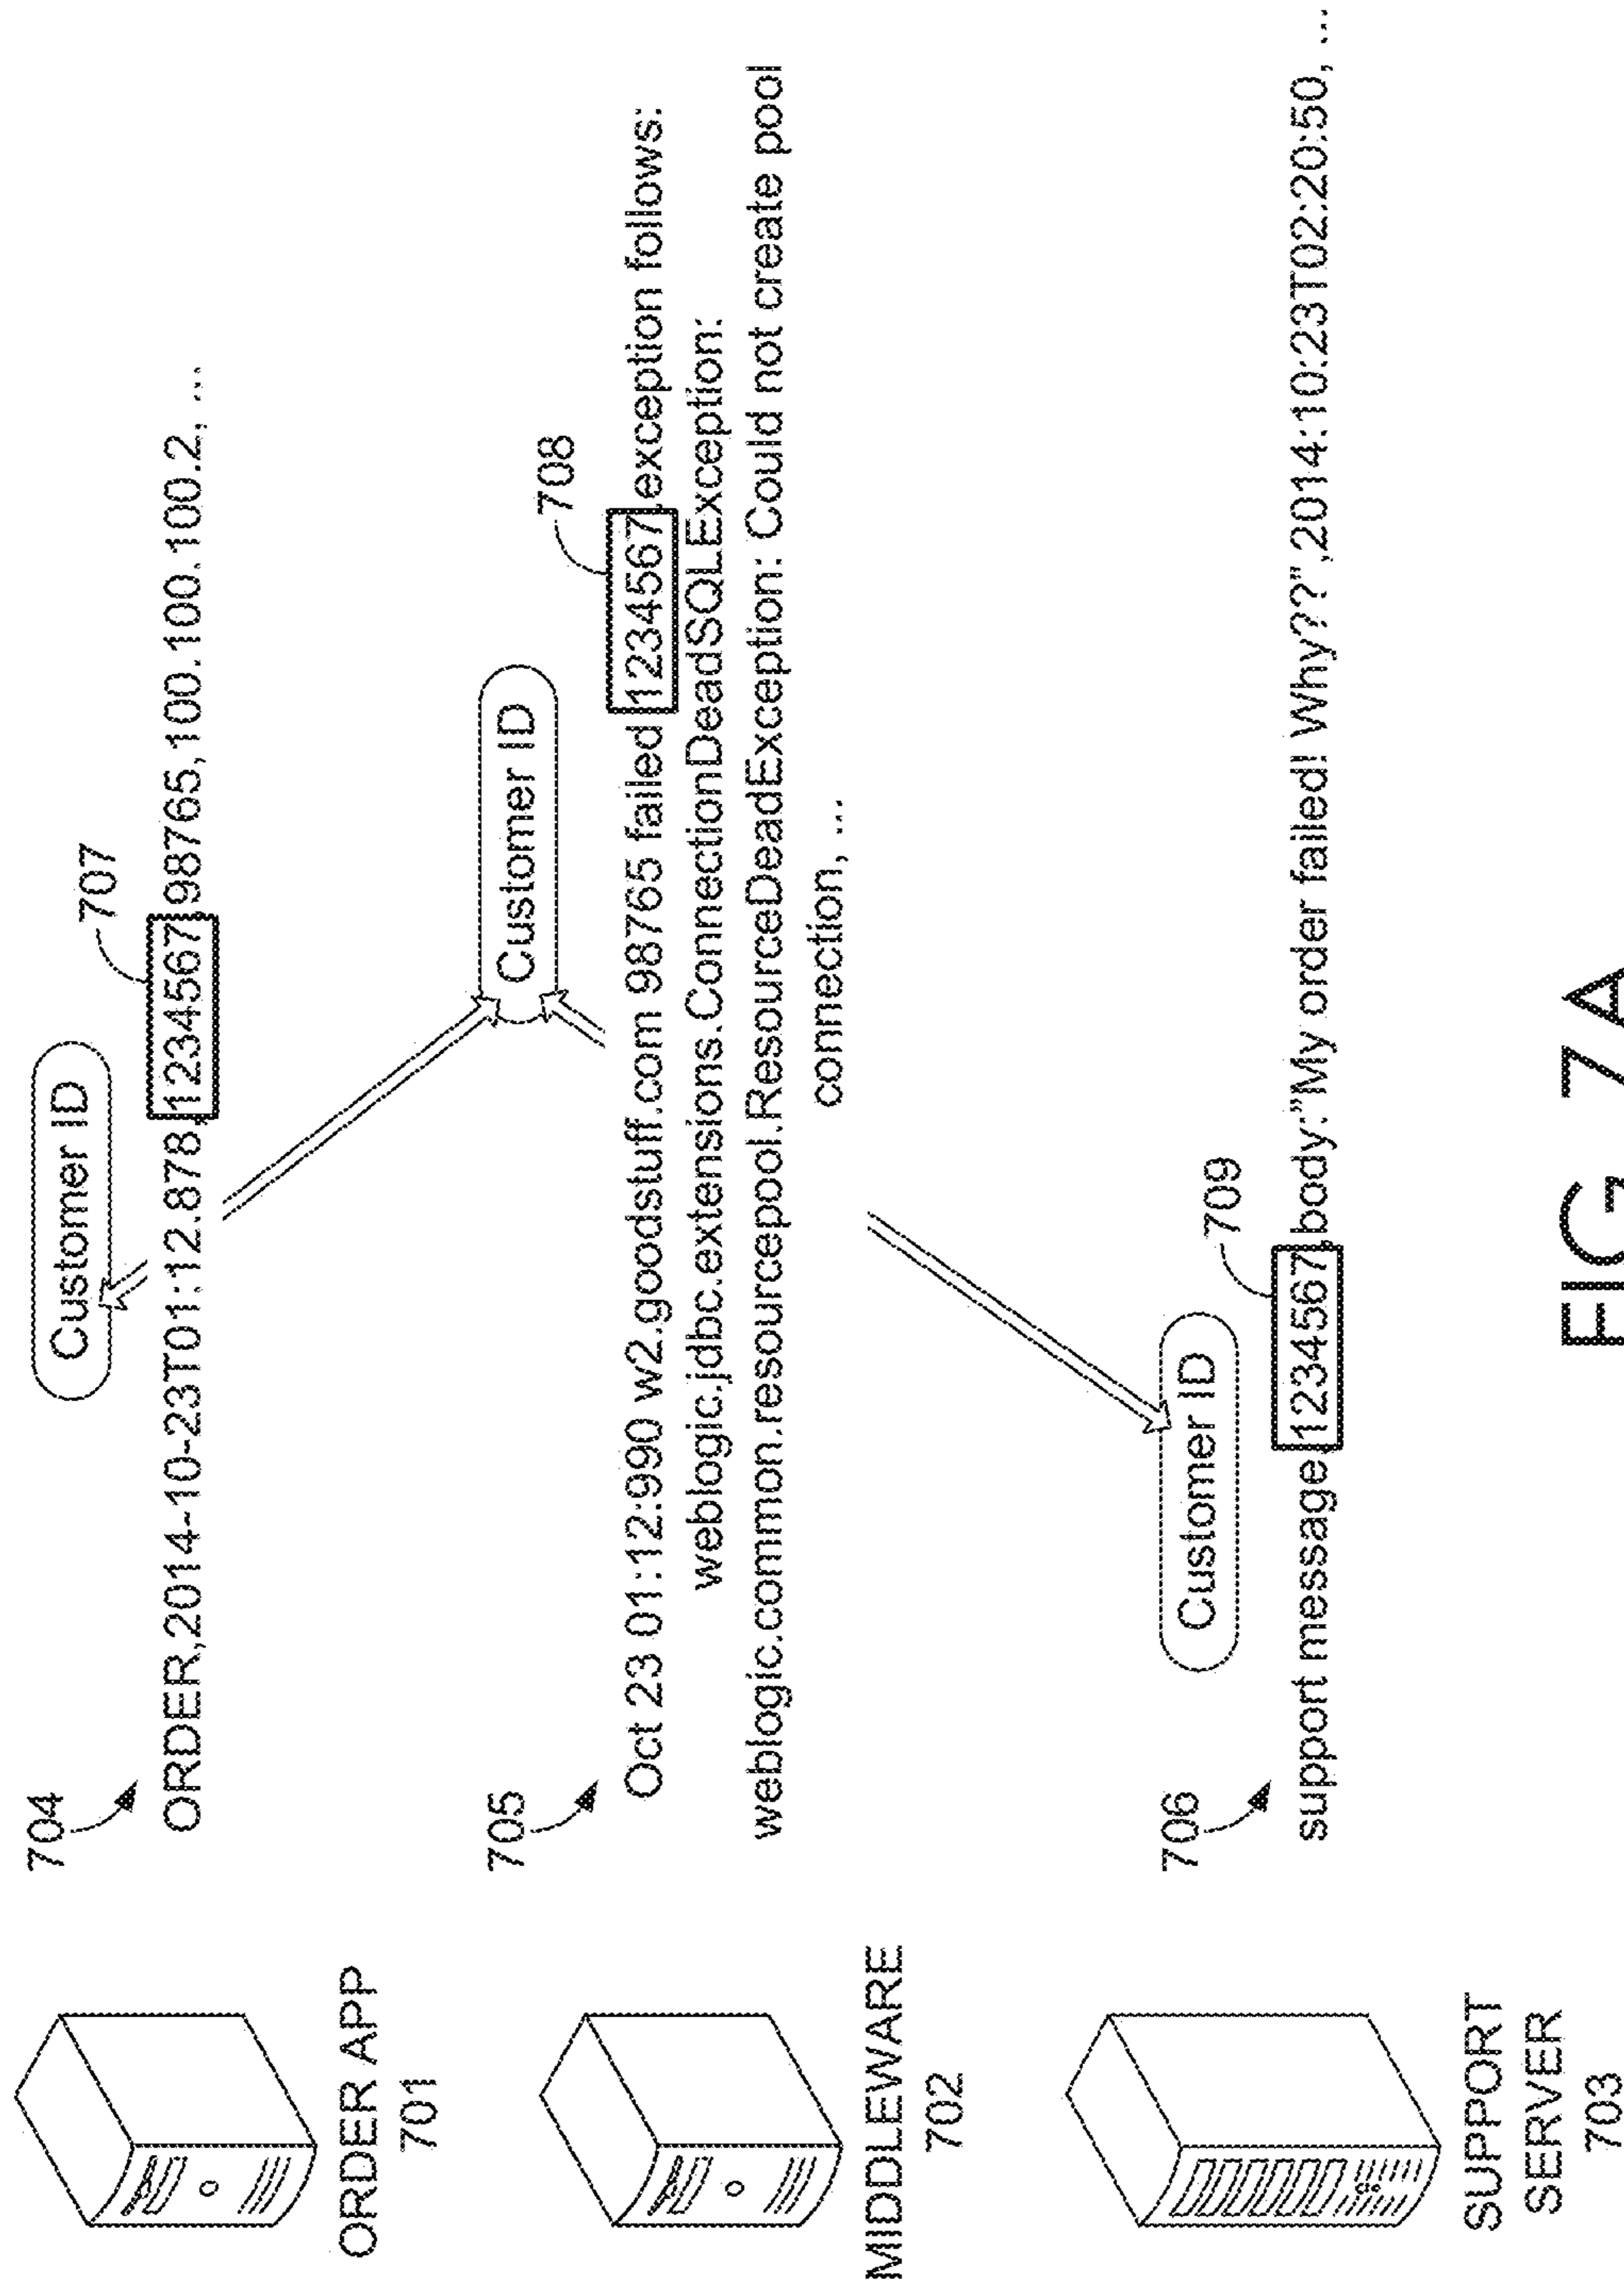 704
Customer ID
707
ORDER,2014-10-23T01:12.878,1234567,98765,100.100.100.2, ...
ORDER APP
701
705
Customer ID
708
Oct 23 01:12:990 w2.goodstuff.com 98765 failed 1234567,exception follows:
weblogic.jdbc.extensions.ConnectionDeadSQLException:
weblogic.common.resourcepool.ResourceDeadException: Could not create pool
connection, ...
MIDDLEWARE
702
706
Customer ID
709
support message,1234567,body:"My order failed! Why??",2014:10:23T02:20:50, ...
SUPPORT
SERVER
703
FIG. 7A